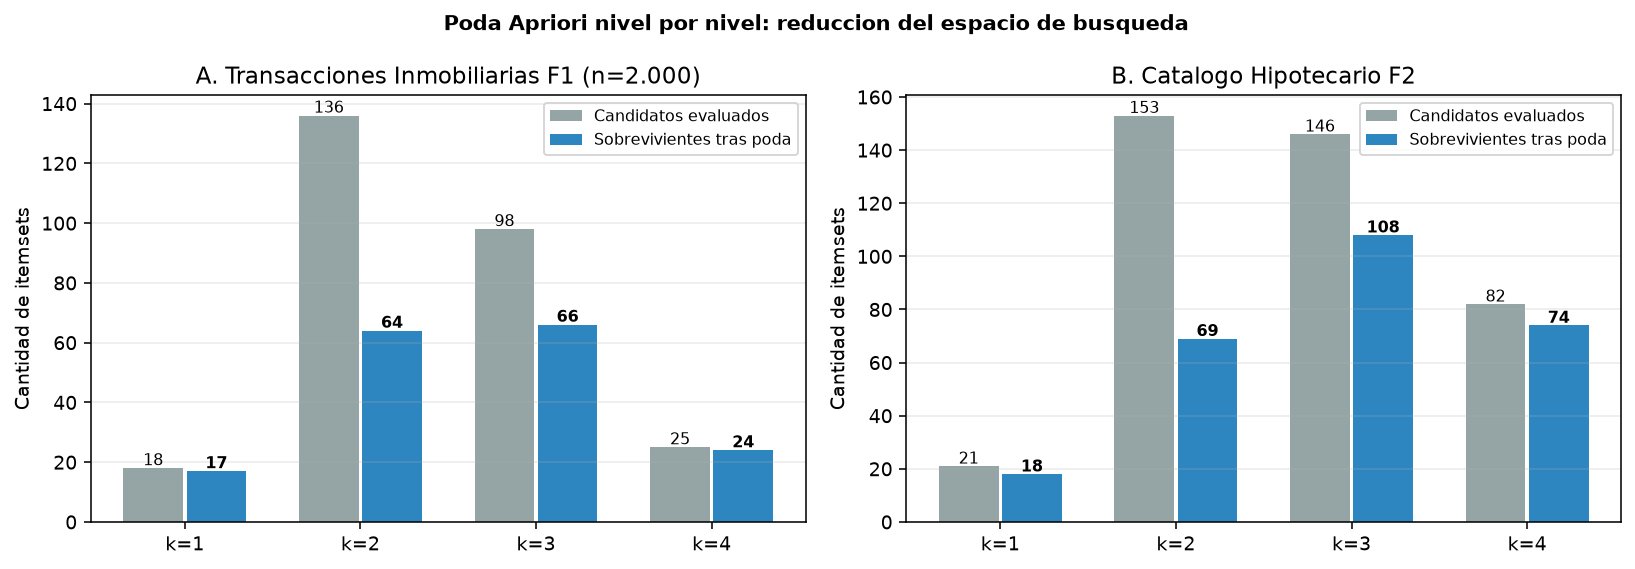 Poda Apriori nivel por nivel: reduccion del espacio de busqueda
A. Transacciones Inmobiliarias F1 (n=2.000)
Cantidad de itemsets
140
120
100
80
60
40
20
0
Candidatos evaluados
Sobrevivientes tras poda
18
17
136
64
98
66
25
24
k=1
k=2
k=3
k=4
B. Catalogo Hipotecario F2
Cantidad de itemsets
160
140
120
100
80
60
40
20
0
Candidatos evaluados
Sobrevivientes tras poda
21
18
153
69
146
108
82
74
k=1
k=2
k=3
k=4